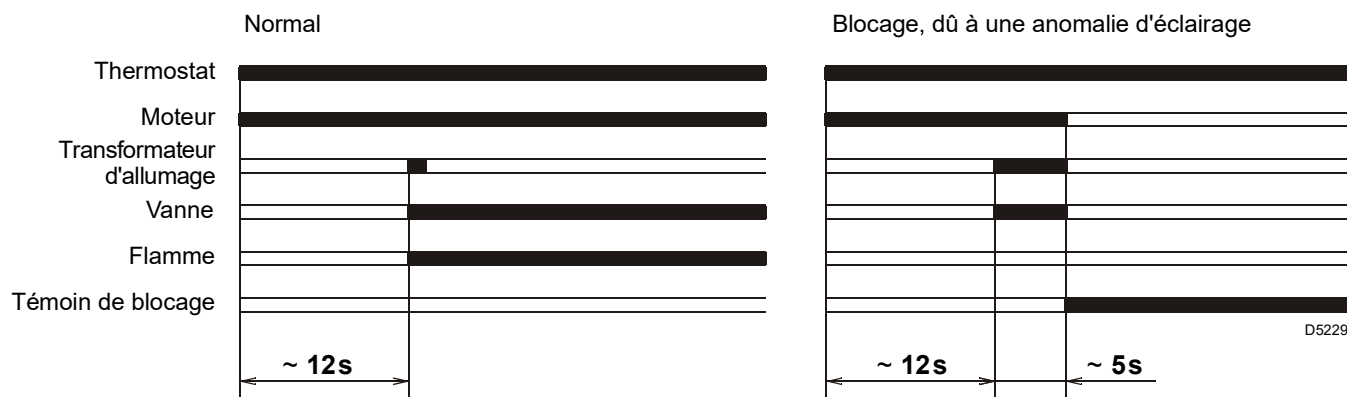 Normal
Blocage, dû à une anomalie d'éclairage
Thermostat
Moteur
Transformateur
d'allumage
Vanne
Flamme
Témoin de blocage
D5229
~ 12s
~ 12s
~ 5s